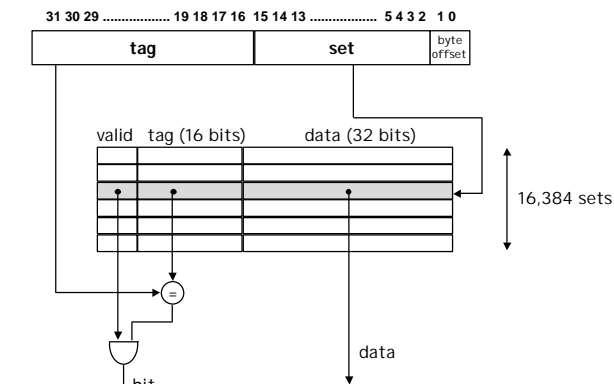 31 30 29 .................. 19 18 17 16 15 14 13 .................. 5 4 3 2 1 0
tag set byte
offset
valid tag (16 bits) data (32 bits)
16,384 sets
=
data
hit